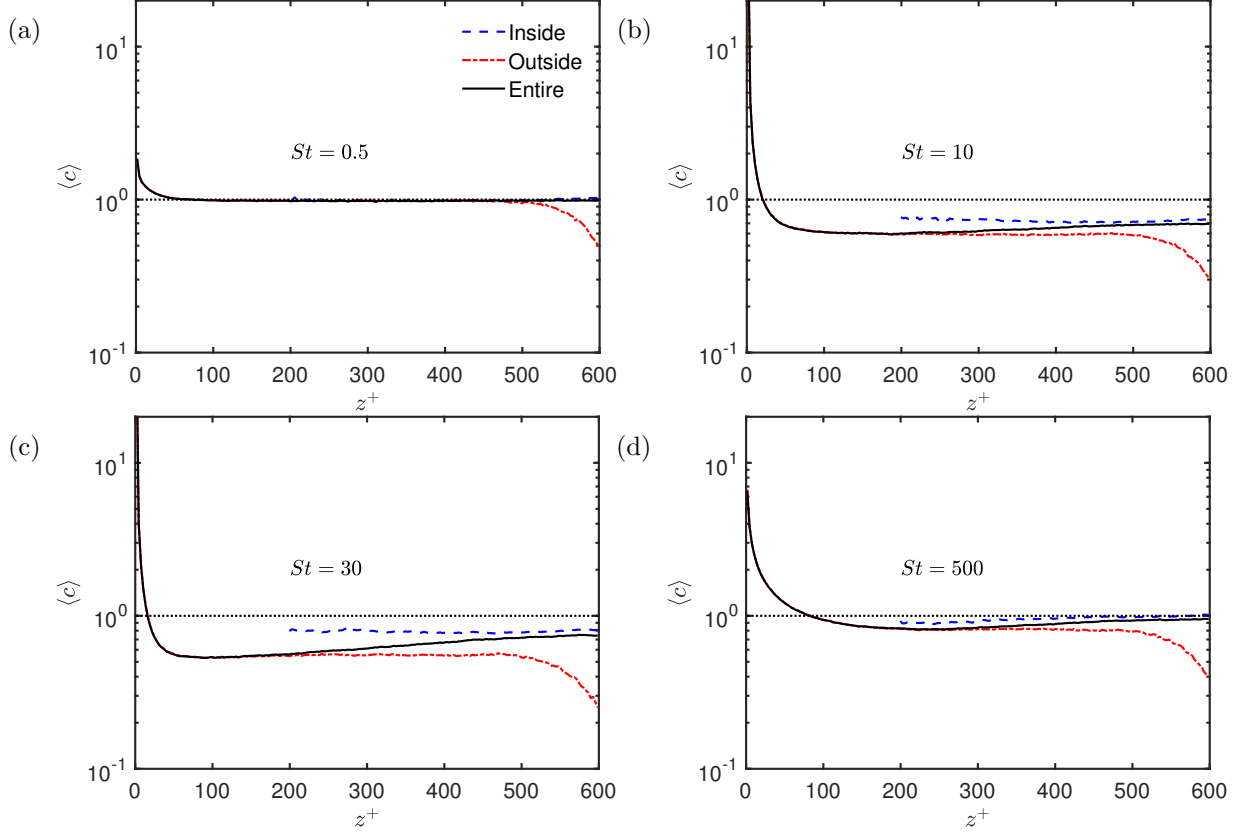 (a)
10^1
10^0
10^-1
⟨c⟩
Inside
Outside
Entire
St = 0.5
0 100 200 300 400 500 600
z^+
(b)
10^1
10^0
10^-1
⟨c⟩
St = 10
0 100 200 300 400 500 600
z^+
(c)
10^1
10^0
10^-1
⟨c⟩
St = 30
0 100 200 300 400 500 600
z^+
(d)
10^1
10^0
10^-1
⟨c⟩
St = 500
0 100 200 300 400 500 600
z^+